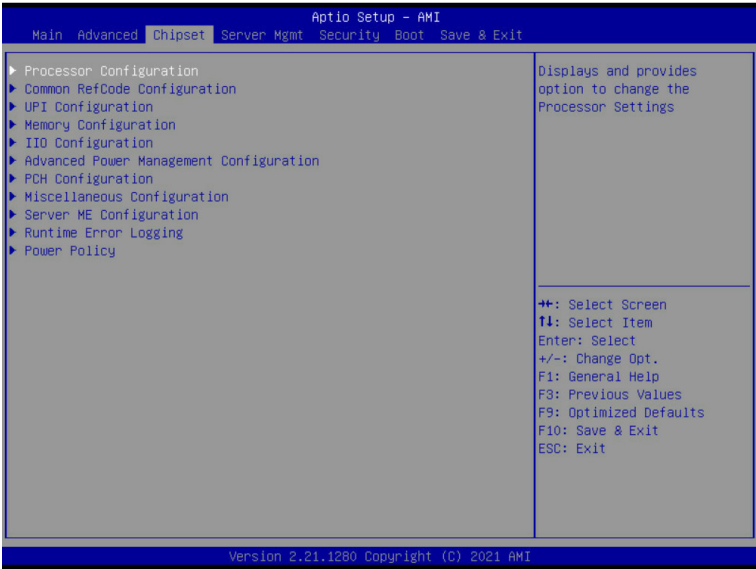 Aptio Setup – AMI
Main Advanced Chipset Server Mgmt Security Boot Save & Exit
Processor Configuration
Common RefCode Configuration
UPI Configuration
Memory Configuration
IIO Configuration
Advanced Power Management Configuration
PCH Configuration
Miscellaneous Configuration
Server ME Configuration
Runtime Error Logging
Power Policy
Displays and provides
option to change the
Processor Settings
→←: Select Screen
↑↓: Select Item
Enter: Select
+/-: Change Opt.
F1: General Help
F3: Previous Values
F9: Optimized Defaults
F10: Save & Exit
ESC: Exit
Version 2.21.1280 Copyright (C) 2021 AMI